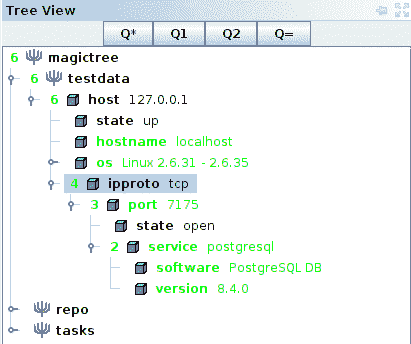 Tree View
Q* Q1 Q2 Q=
6 magictree
6 testdata
6 host 127.0.0.1
state up
hostname localhost
os Linux 2.6.31 - 2.6.35
4 ipproto tcp
3 port 7175
state open
2 service postgresql
software PostgreSQL DB
version 8.4.0
repo
tasks